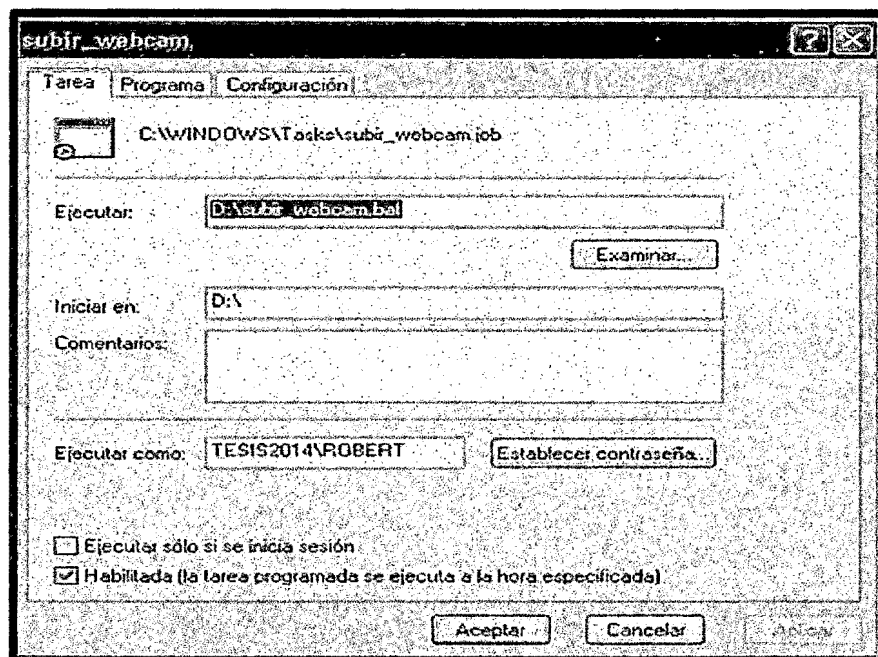 subir_webcam
Tarea Programa Configuración
C:\WINDOWS\Tasks\subir_webcam.job
Ejecutar: D:\subir_webcam.bat
Examinar...
Iniciar en: D:\
Comentarios:
Ejecutar como: TESIS2014\ROBERT Establecer contraseña...
Ejecutar sólo si se inicia sesión
Habilitada (la tarea programada se ejecuta a la hora especificada)
Aceptar Cancelar Aplicar